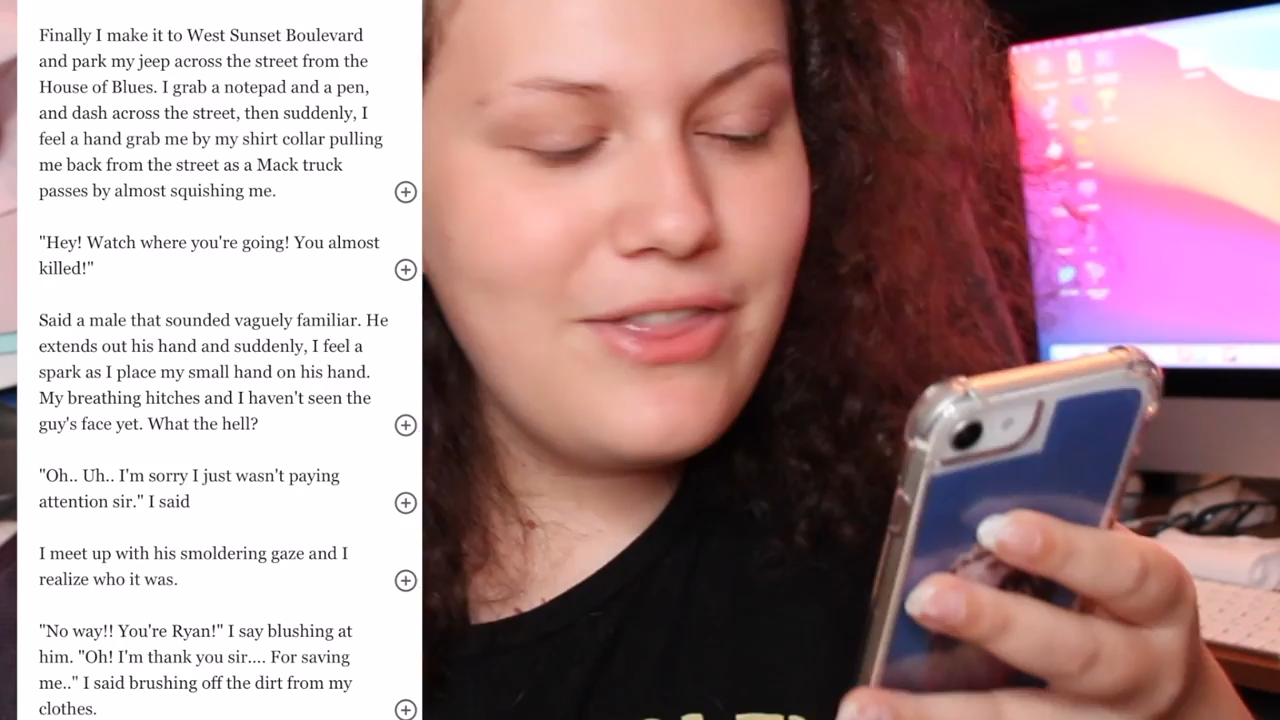 Finally I make it to West Sunset Boulevard
and park my jeep across the street from the
House of Blues. I grab a notepad and a pen,
and dash across the street, then suddenly, I
feel a hand grab me by my shirt collar pulling
me back from the street as a Mack truck
passes by almost squishing me.
"Hey! Watch where you're going! You almost
killed!"
Said a male that sounded vaguely familiar. He
extends out his hand and suddenly, I feel a
spark as I place my small hand on his hand.
My breathing hitches and I haven't seen the
guy's face yet. What the hell?
"Oh.. Uh.. I'm sorry I just wasn't paying
attention sir." I said
I meet up with his smoldering gaze and I
realize who it was.
"No way!! You're Ryan!" I say blushing at
him. "Oh! I'm thank you sir.... For saving
me.." I said brushing off the dirt from my
clothes.